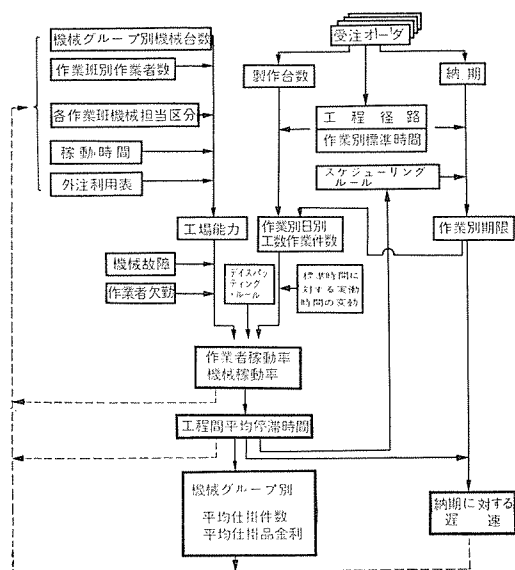 機械グループ別機械台数
作業班別作業者数
各作業班機械担当区分
稼動時間
外注利用表
受注オーダ
製作台数
納期
工程径路
作業別標準時間
スケジューリング
ルール
工場能力
作業別日別
工数作業件数
作業別期限
機械故障
作業者欠勤
デイスパッ
ティング
・ルール
標準時間に
対する実働
時間の変動
作業者稼動率
機械稼動率
工程間平均停滞時間
機械グループ別
平均仕掛件数
平均仕掛品金利
納期に対する
遅速